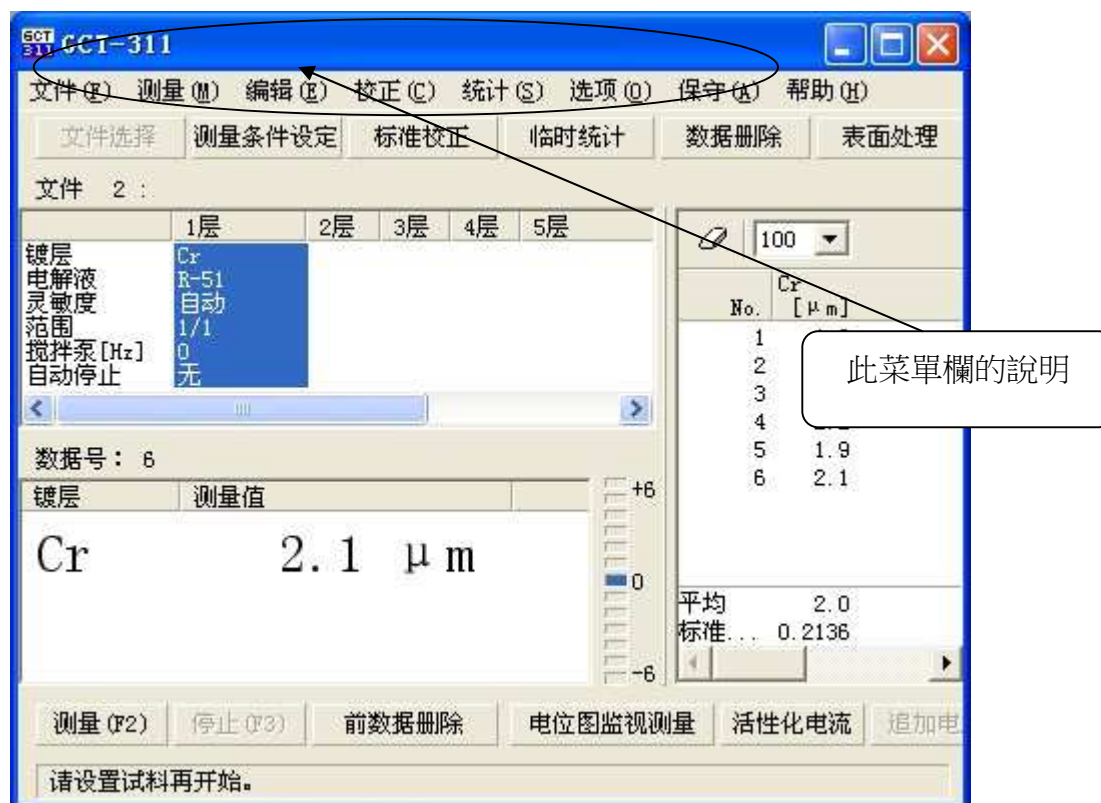 GCT-311
文件(F) 测量(M) 编辑(E) 校正(C) 统计(S) 选项(O) 保守(A) 帮助(H)
文件选择 测量条件设定 标准校正 临时统计 数据删除 表面处理
文件 2 :
1层 2层 3层 4层 5层
镀层 Cr
电解液 R-51
灵敏度 自动
范围 1/1
搅拌泵[Hz] 0
自动停止 无
100
Cr
No. [μm]
1
2
3
4
5 1.9
6 2.1
此菜單欄的說明
数据号: 6
镀层 测量值
Cr 2.1 μm
+6
0
-6
平均 2.0
标准... 0.2136
测量(F2) 停止(F3) 前数据删除 电位图监视测量 活性化电流 追加电
请设置试料再开始。